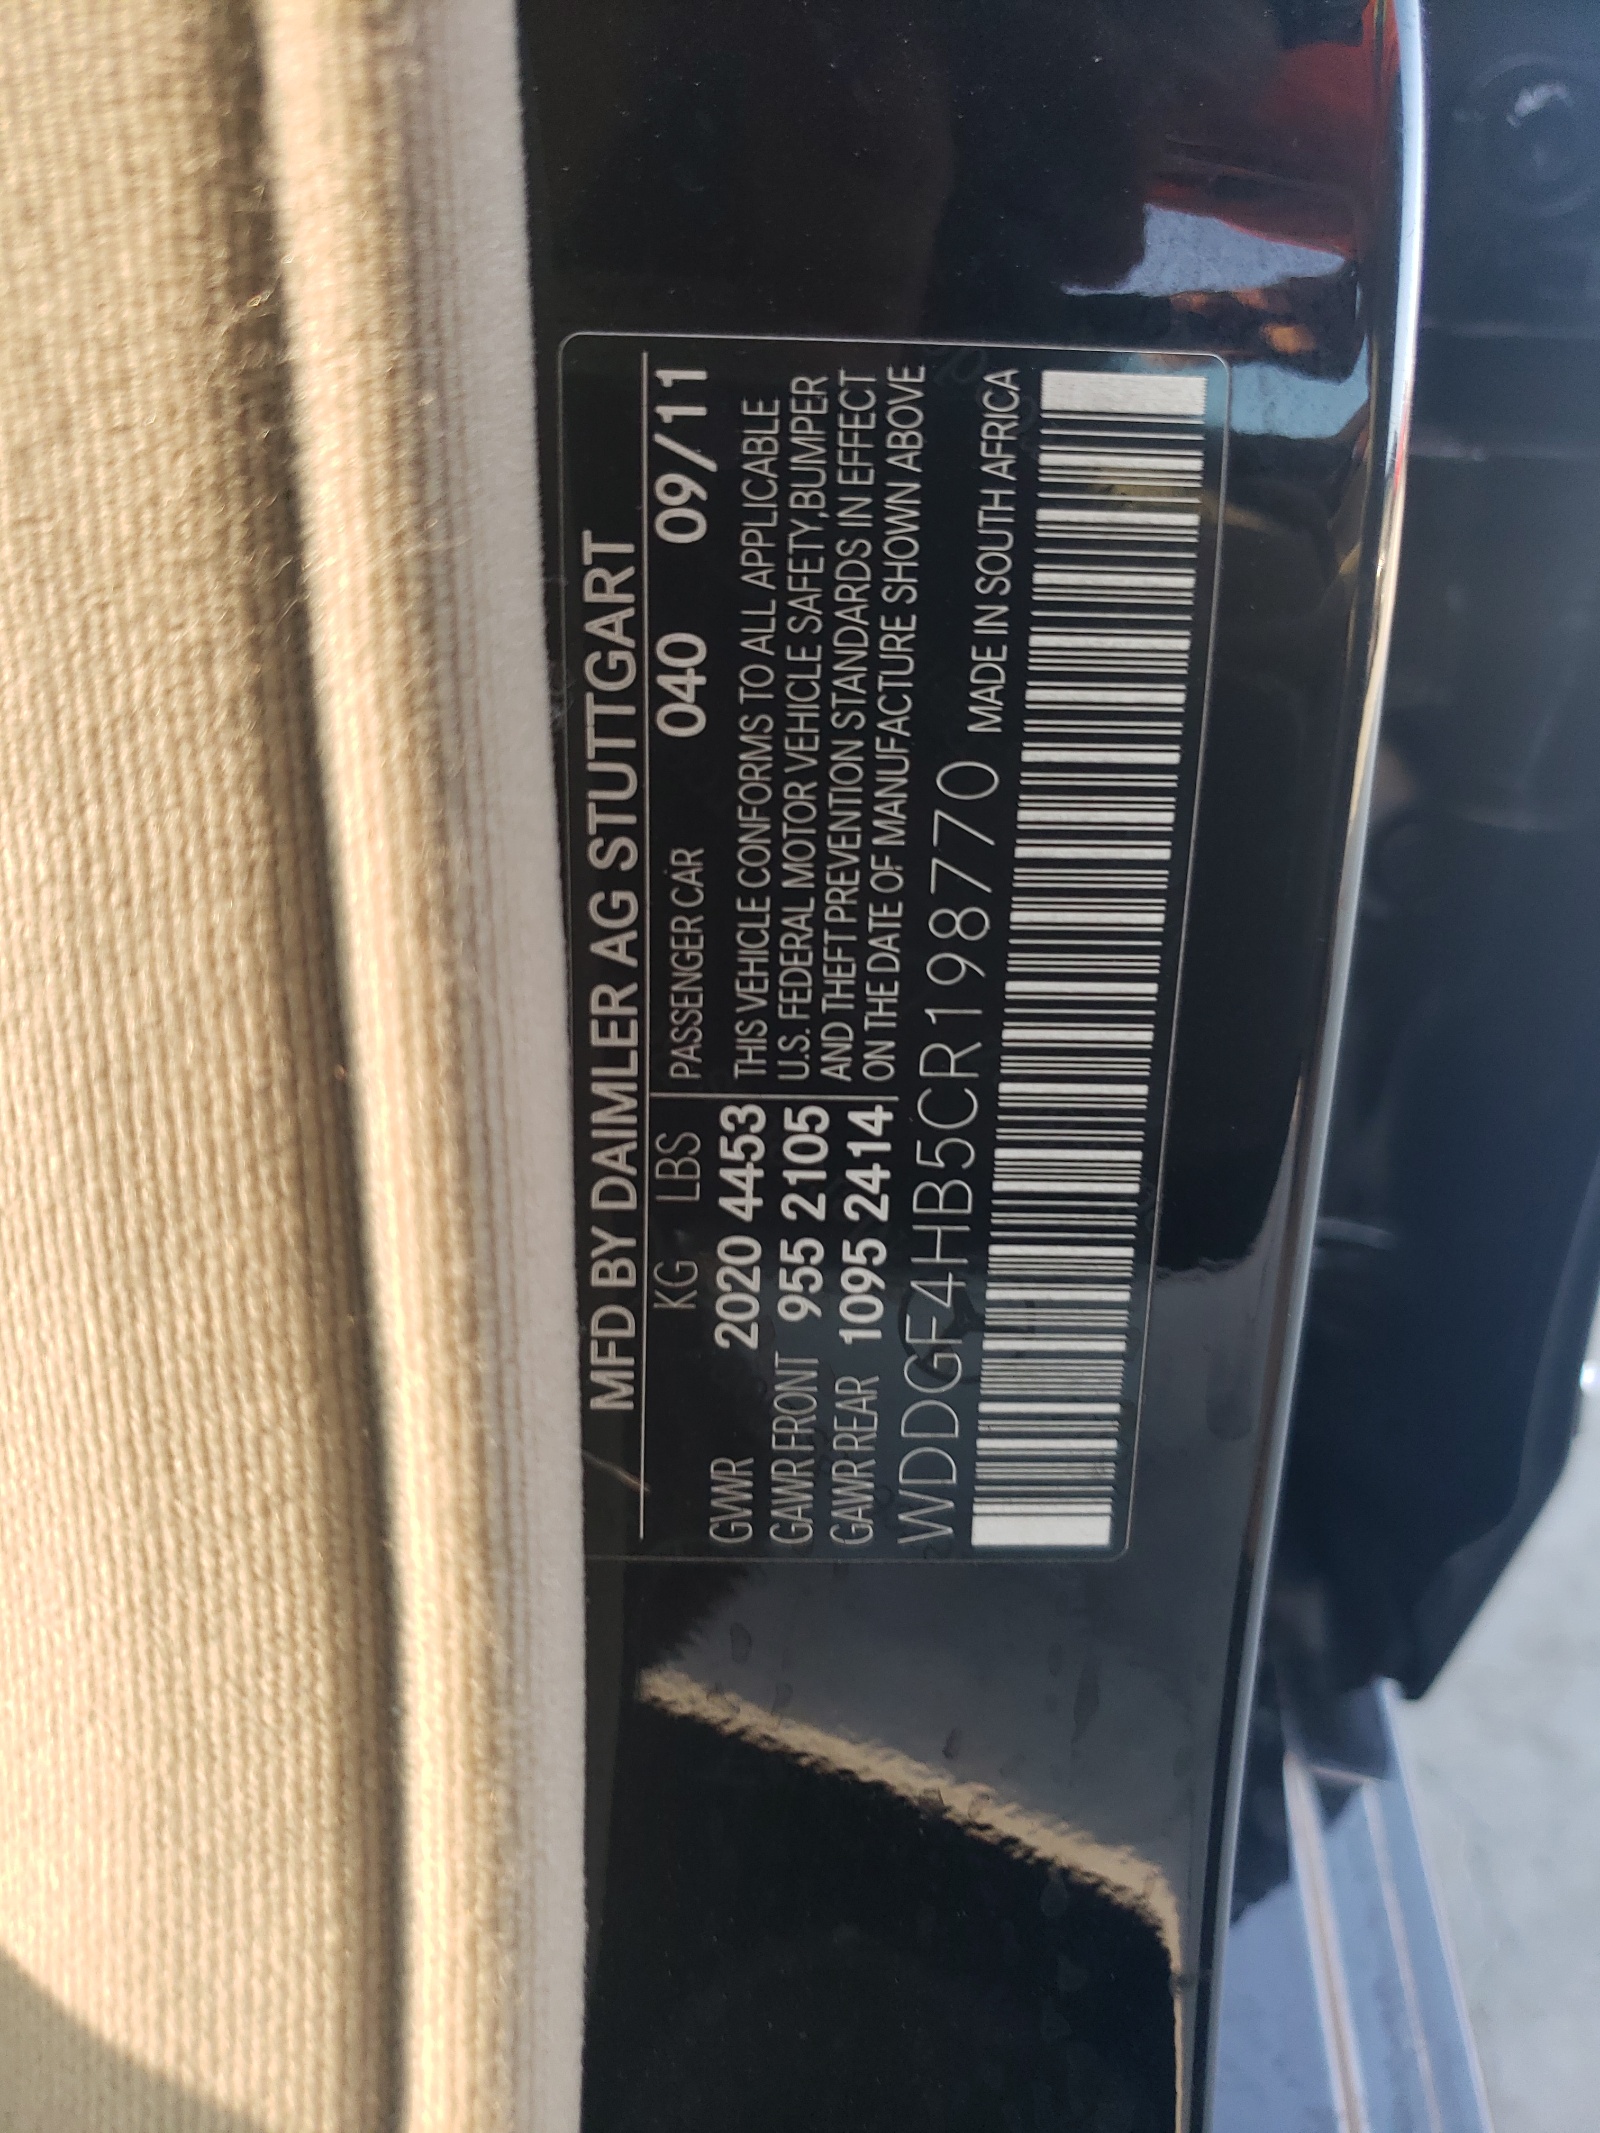 MFD BY DAIMLER AG STUTTGART
KG LBS PASSENGER CAR 040 09/11
GVWR 2020 4453 THIS VEHICLE CONFORMS TO ALL APPLICABLE
GAWR FRONT 955 2105 U.S. FEDERAL MOTOR VEHICLE SAFETY,BUMPER
GAWR REAR 1095 2414 AND THEFT PREVENTION STANDARDS IN EFFECT
ON THE DATE OF MANUFACTURE SHOWN ABOVE
WDDGF4HB5CR198770 MADE IN SOUTH AFRICA